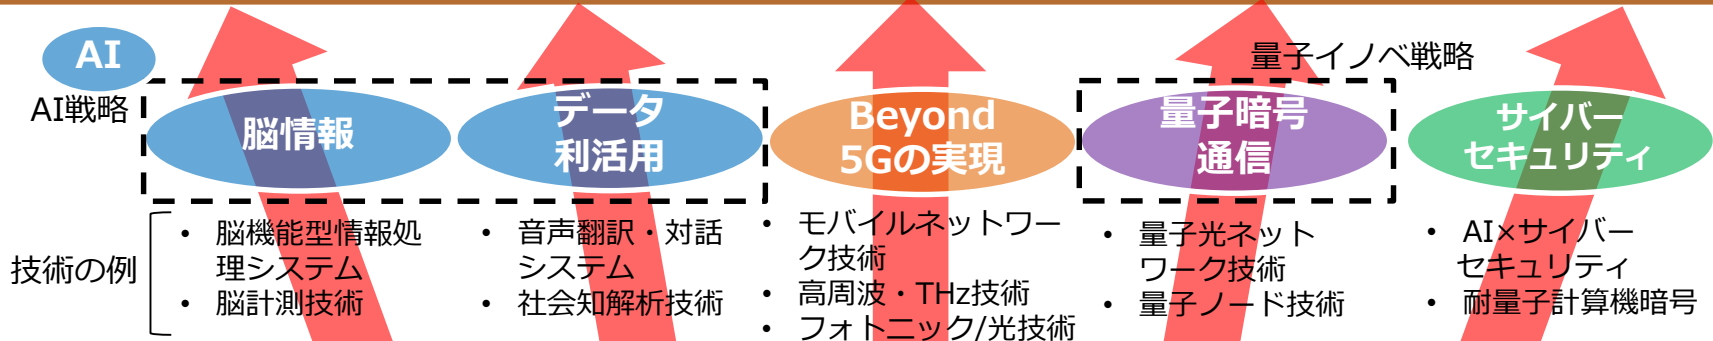 AI
AI戦略
量子イノベ戦略
脳情報
データ
利活用
Beyond
5Gの実現
量子暗号
通信
サイバー
セキュリティ
技術の例
• 脳機能型情報処
理システム
• 脳計測技術
• 音声翻訳・対話
システム
• 社会知解析技術
• モバイルネットワー
ク技術
• 高周波・THz技術
• フォトニック/光技術
• 量子光ネット
ワーク技術
• 量子ノード技術
• AI×サイバー
セキュリティ
• 耐量子計算機暗号